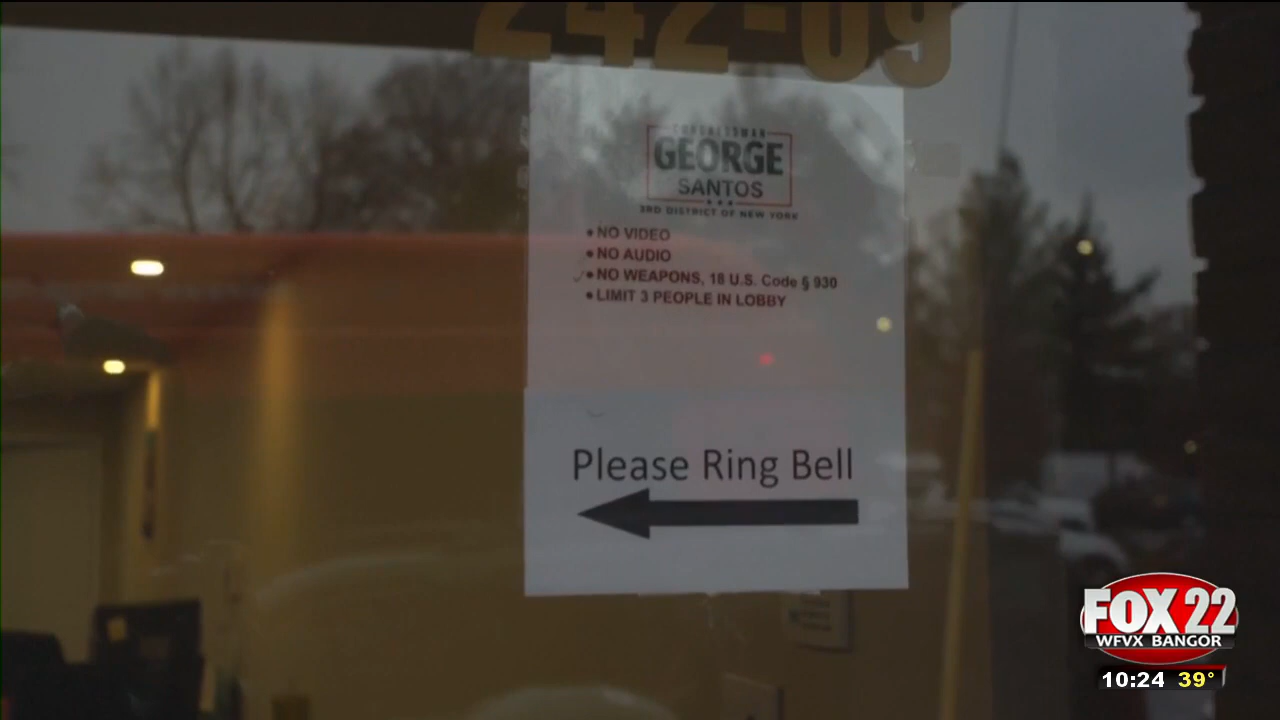 242-09
CONGRESSMAN
GEORGE
SANTOS
3RD DISTRICT OF NEW YORK
• NO VIDEO
• NO AUDIO
• NO WEAPONS, 18 U.S. Code § 930
• LIMIT 3 PEOPLE IN LOBBY
Please Ring Bell
FOX 22
WFVX BANGOR
10:24 39°